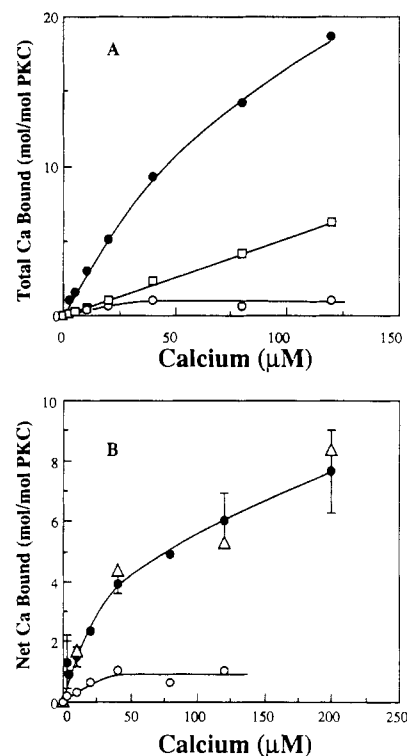 A
Total Ca Bound (mol/mol PKC)
20
10
0
0 50 100 150
Calcium (μM)
B
Net Ca Bound (mol/mol PKC)
10
8
6
4
2
0
0 50 100 150 200 250
Calcium (μM)